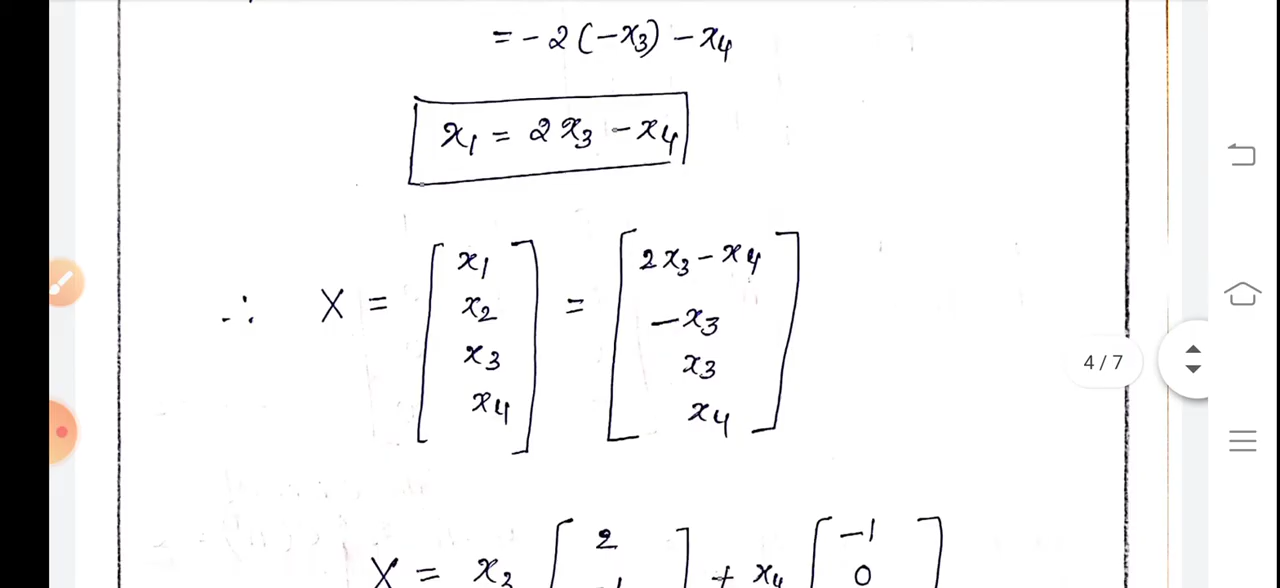 = -2(-x3) - x4
x1 = 2x3 - x4
∴ X = [x1 x2 x3 x4] = [2x3 - x4 -x3 x3 x4]
4 / 7
X = x3 [2 -1] + x4 [-1 0]